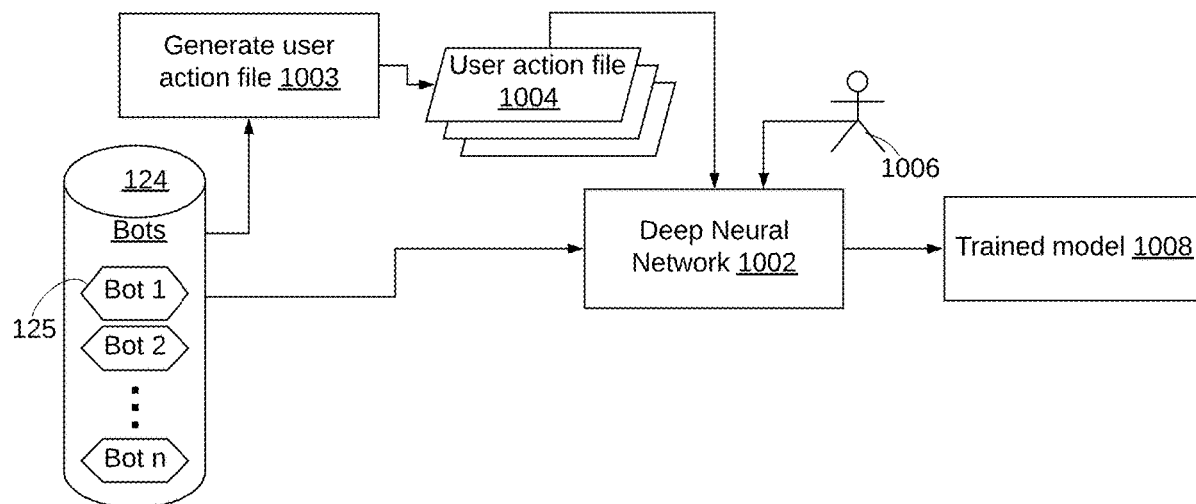 Generate user
action file 1003
User action file
1004
1006
124
Bots
Deep Neural
Network 1002
Trained model 1008
Bot 1
125
Bot 2
Bot n